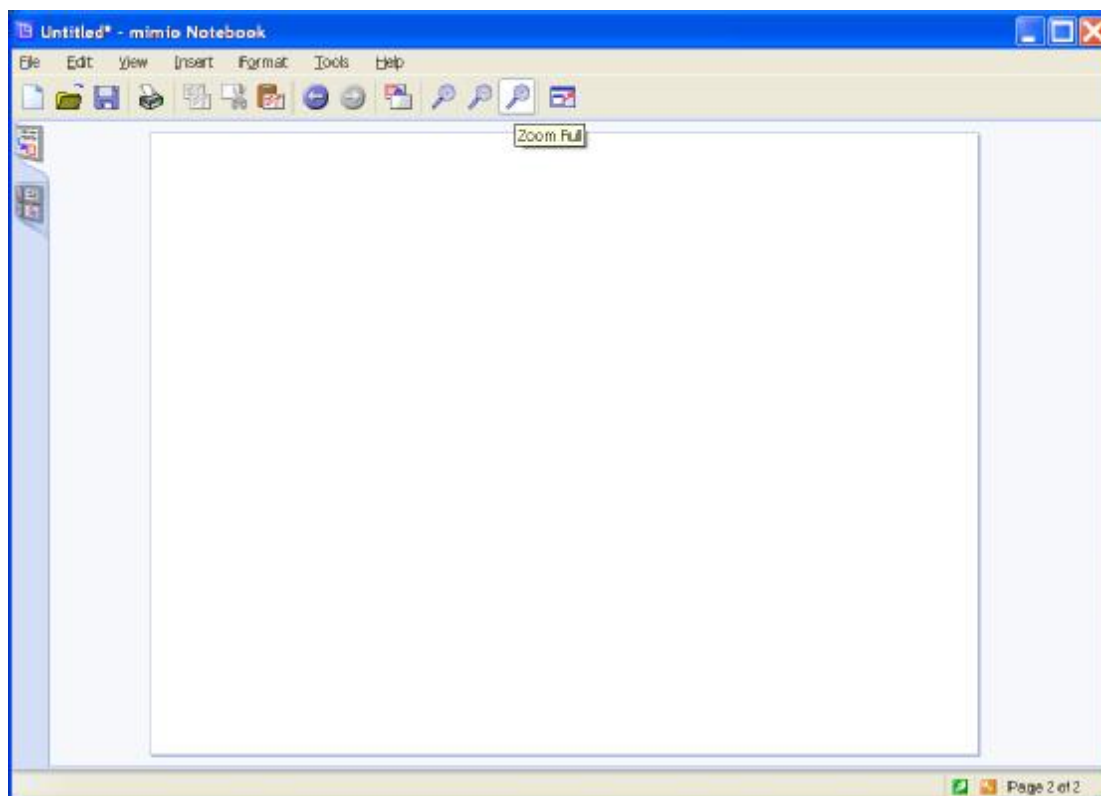 Untitled* - mimio Notebook
File Edit View Insert Format Tools Help
Zoom Full
Page 2 of 2